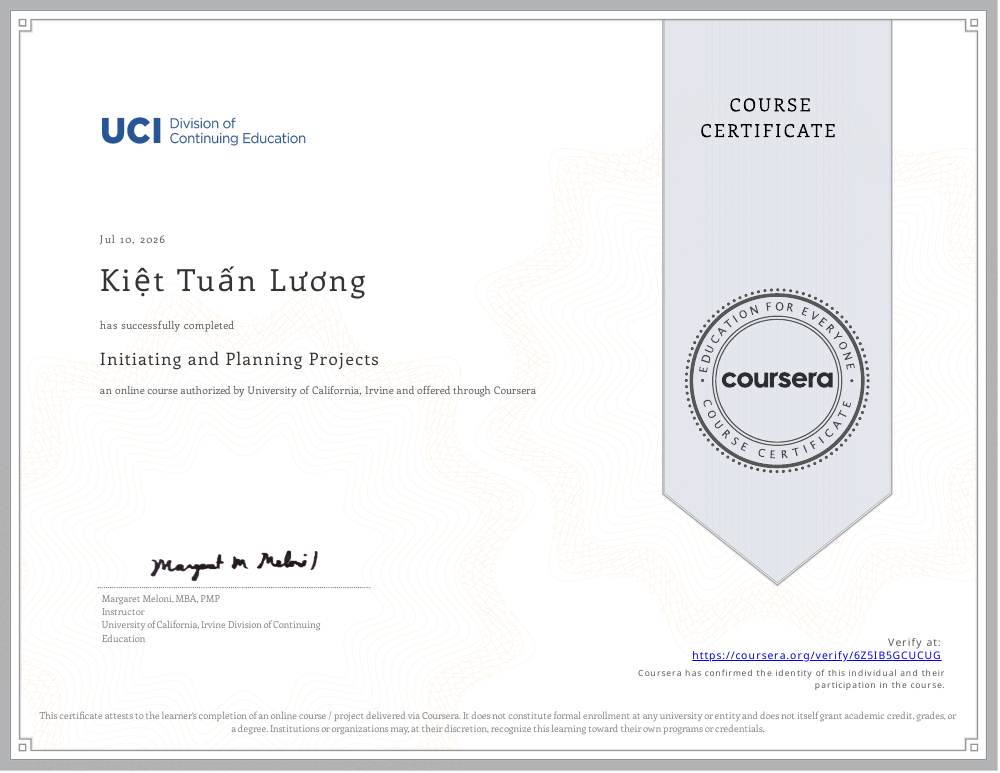 COURSE
CERTIFICATE
UCI Division of
Continuing Education
Jul 10, 2026
Kiệt Tuấn Lương
has successfully completed
Initiating and Planning Projects
an online course authorized by University of California, Irvine and offered through Coursera
EDUCATION FOR EVERYONE
coursera
COURSE CERTIFICATE
Margaret M Meloni
Margaret Meloni, MBA, PMP
Instructor
University of California, Irvine Division of Continuing
Education
Verify at:
https://coursera.org/verify/6Z5IB5GCUCUG
Coursera has confirmed the identity of this individual and their
participation in the course.
This certificate attests to the learner's completion of an online course / project delivered via Coursera. It does not constitute formal enrollment at any university or entity and does not itself grant academic credit, grades, or
a degree. Institutions or organizations may, at their discretion, recognize this learning toward their own programs or credentials.